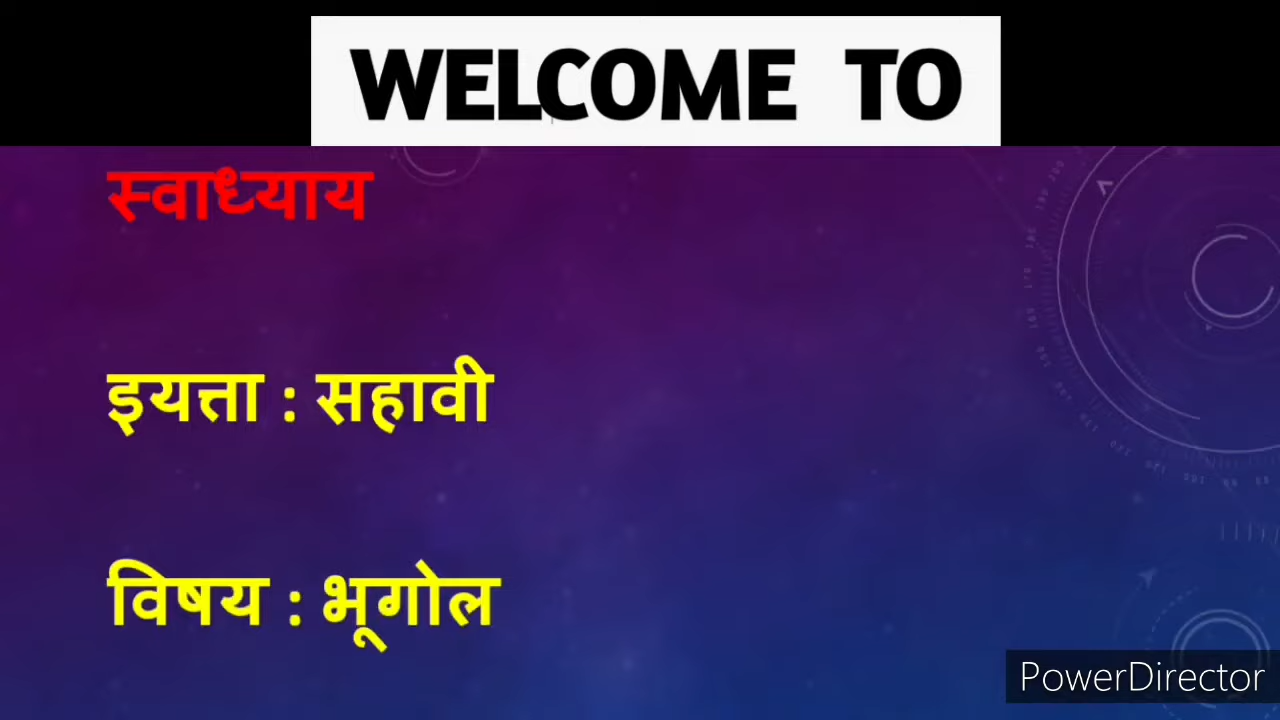 WELCOME TO
स्वाध्याय
इयत्ता : सहावी
विषय : भूगोल
PowerDirector